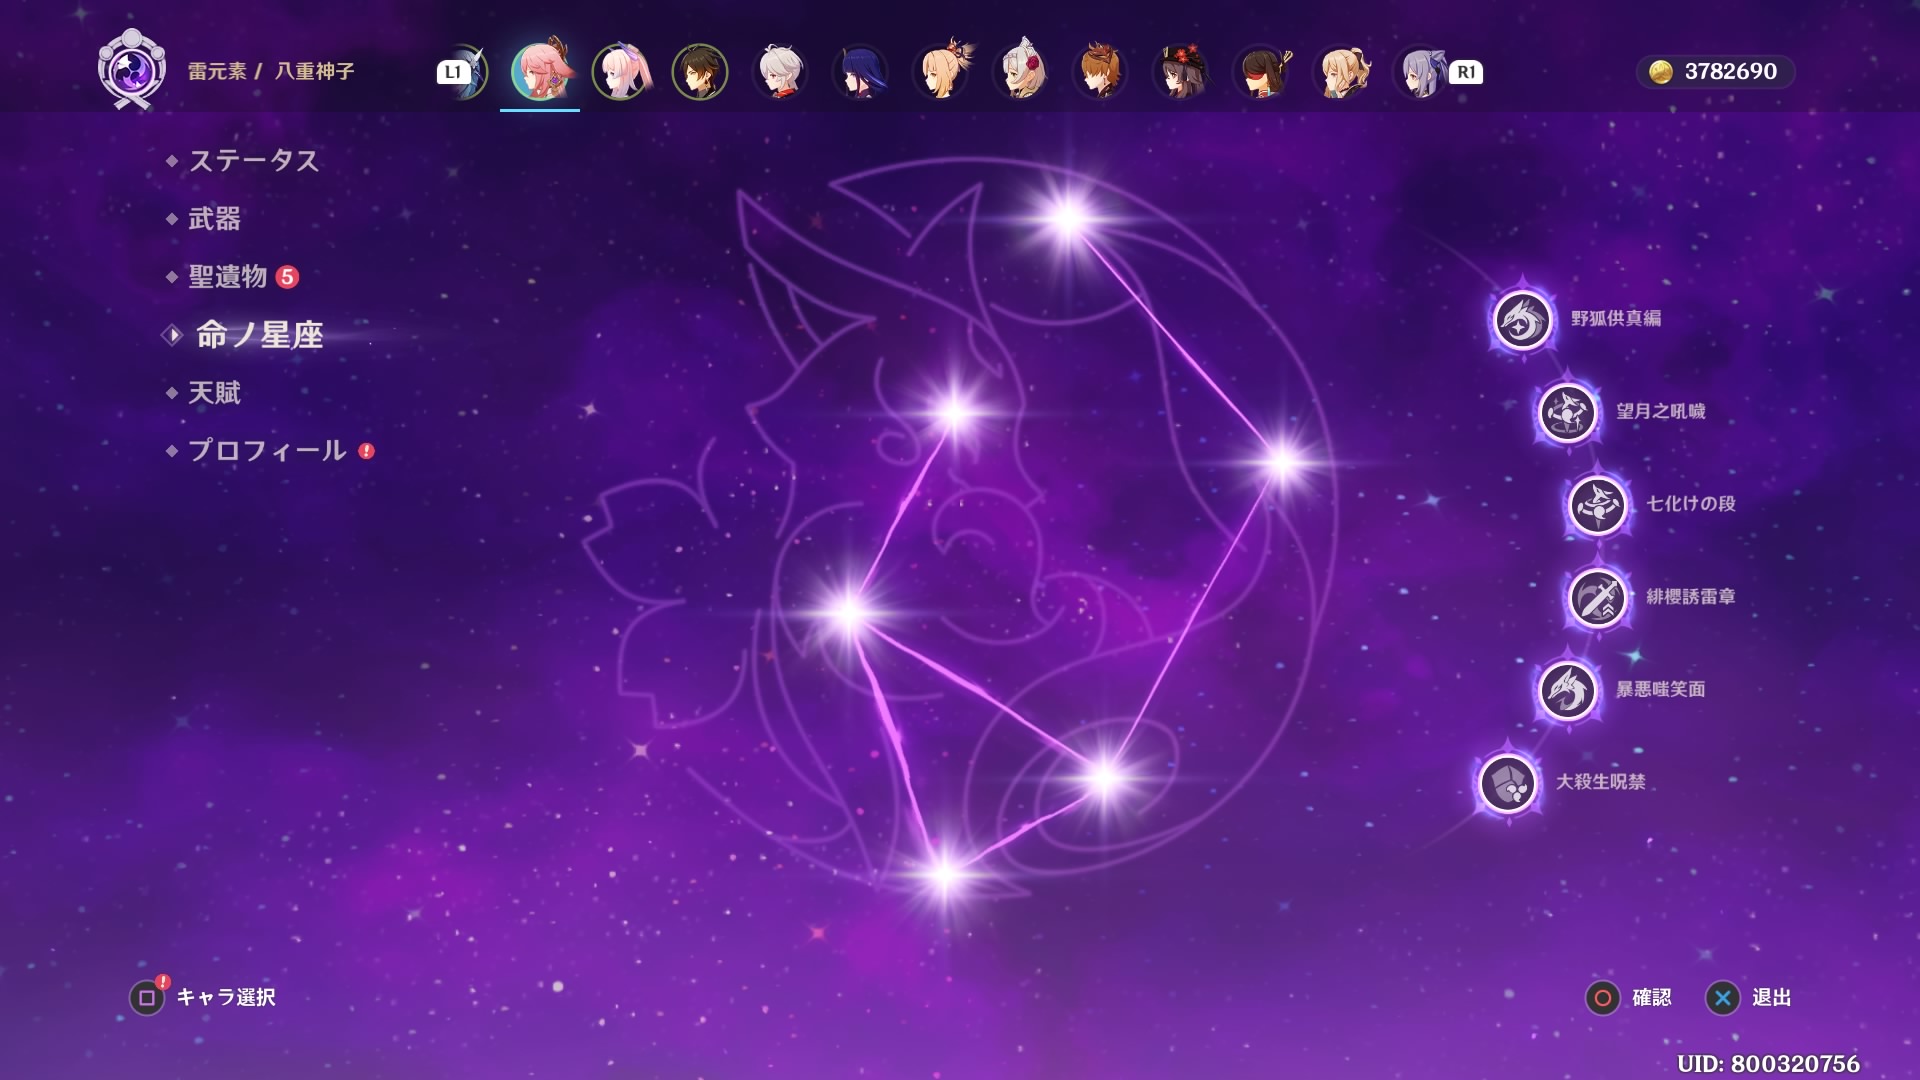 雷元素 / 八重神子
L1
R1
3782690
ステータス
武器
聖遺物 5
命ノ星座
天賦
プロフィール
野狐供真編
望月之吼噦
七化けの段
緋櫻誘雷章
暴悪嗤笑面
大殺生呪禁
キャラ選択
確認
退出
UID: 800320756